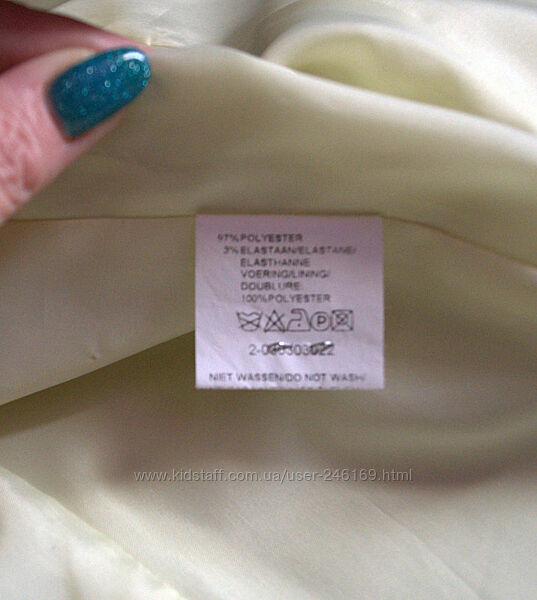 97% POLYESTER
3% ELASTAAN/ELASTANE/
ELASTHANNE
VOERING/LINING/
DOUBLURE:
100% POLYESTER
P
NIET WASSEN/DO NOT WASH/
www.kidstaff.com.ua/user-246169.html